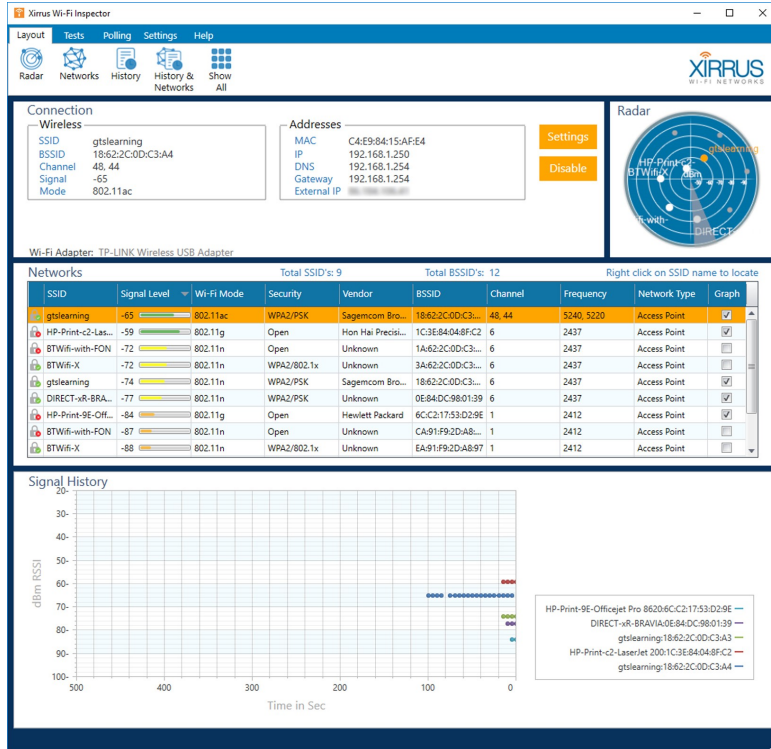 Xirrus Wi-Fi Inspector
Layout Tests Polling Settings Help
Radar Networks History History & Networks Show All
XIRRUS
WI-FI NETWORKS
Connection
Wireless
SSID gtslearning
BSSID 18:62:2C:0D:C3:A4
Channel 48, 44
Signal -65
Mode 802.11ac
Wi-Fi Adapter: TP-LINK Wireless USB Adapter
Addresses
MAC C4:E9:84:15:AF:E4
IP 192.168.1.250
DNS 192.168.1.254
Gateway 192.168.1.254
External IP
Settings
Disable
Radar
gtslearning
HP-Print-c2-
BTWifi-X
dBm
fi-with-
DIRECT-
Networks Total SSID's: 9 Total BSSID's: 12 Right click on SSID name to locate
SSID Signal Level Wi-Fi Mode Security Vendor BSSID Channel Frequency Network Type Graph
gtslearning -65 802.11ac WPA2/PSK Sagemcom Bro... 18:62:2C:0D:C3:... 48, 44 5240, 5220 Access Point
HP-Print-c2-Las... -59 802.11g Open Hon Hai Precisi... 1C:3E:84:04:8F:C2 6 2437 Access Point
BTWifi-with-FON -72 802.11n Open Unknown 1A:62:2C:0D:C3:... 6 2437 Access Point
BTWifi-X -72 802.11n WPA2/802.1x Unknown 3A:62:2C:0D:C3:... 6 2437 Access Point
gtslearning -74 802.11n WPA2/PSK Sagemcom Bro... 18:62:2C:0D:C3:... 6 2437 Access Point
DIRECT-xR-BRA... -77 802.11n WPA2/PSK Unknown 0E:84:DC:98:01:39 6 2437 Access Point
HP-Print-9E-Off... -84 802.11g Open Hewlett Packard 6C:C2:17:53:D2:9E 1 2412 Access Point
BTWifi-with-FON -87 802.11n Open Unknown CA:91:F9:2D:A8:... 1 2412 Access Point
BTWifi-X -88 802.11n WPA2/802.1x Unknown EA:91:F9:2D:A8:97 1 2412 Access Point
Signal History
20-
30-
40-
50-
60-
70-
80-
90-
100-
dBm RSSI
500 400 300 200 100 0
Time in Sec
HP-Print-9E-Officejet Pro 8620:6C:C2:17:53:D2:9E
DIRECT-xR-BRAVIA:0E:84:DC:98:01:39
gtslearning:18:62:2C:0D:C3:A3
HP-Print-c2-LaserJet 200:1C:3E:84:04:8F:C2
gtslearning:18:62:2C:0D:C3:A4